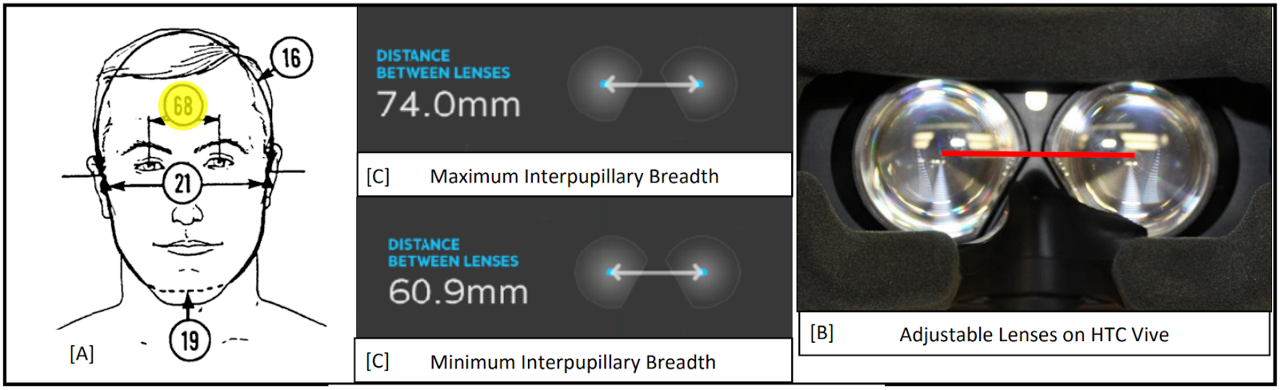 16
68
21
19
[A]
DISTANCE
BETWEEN LENSES
74.0mm
[C] Maximum Interpupillary Breadth
DISTANCE
BETWEEN LENSES
60.9mm
[C] Minimum Interpupillary Breadth
[B] Adjustable Lenses on HTC Vive